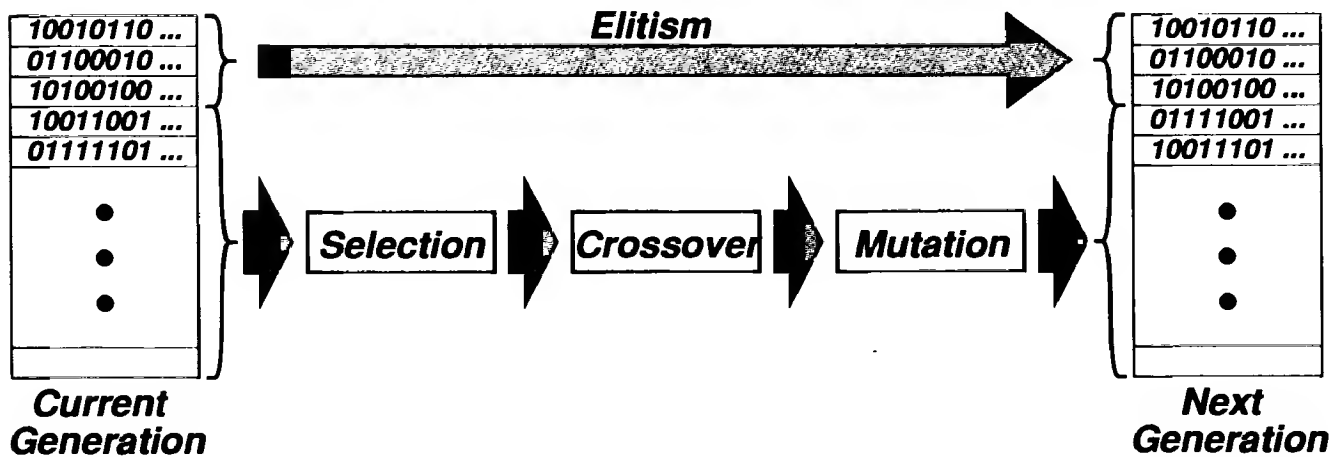 10010110 ...
01100010 ...
10100100 ...
10011001 ...
01111101 ...
Current
Generation
Elitism
Selection
Crossover
Mutation
10010110 ...
01100010 ...
10100100 ...
01111001 ...
10011101 ...
Next
Generation